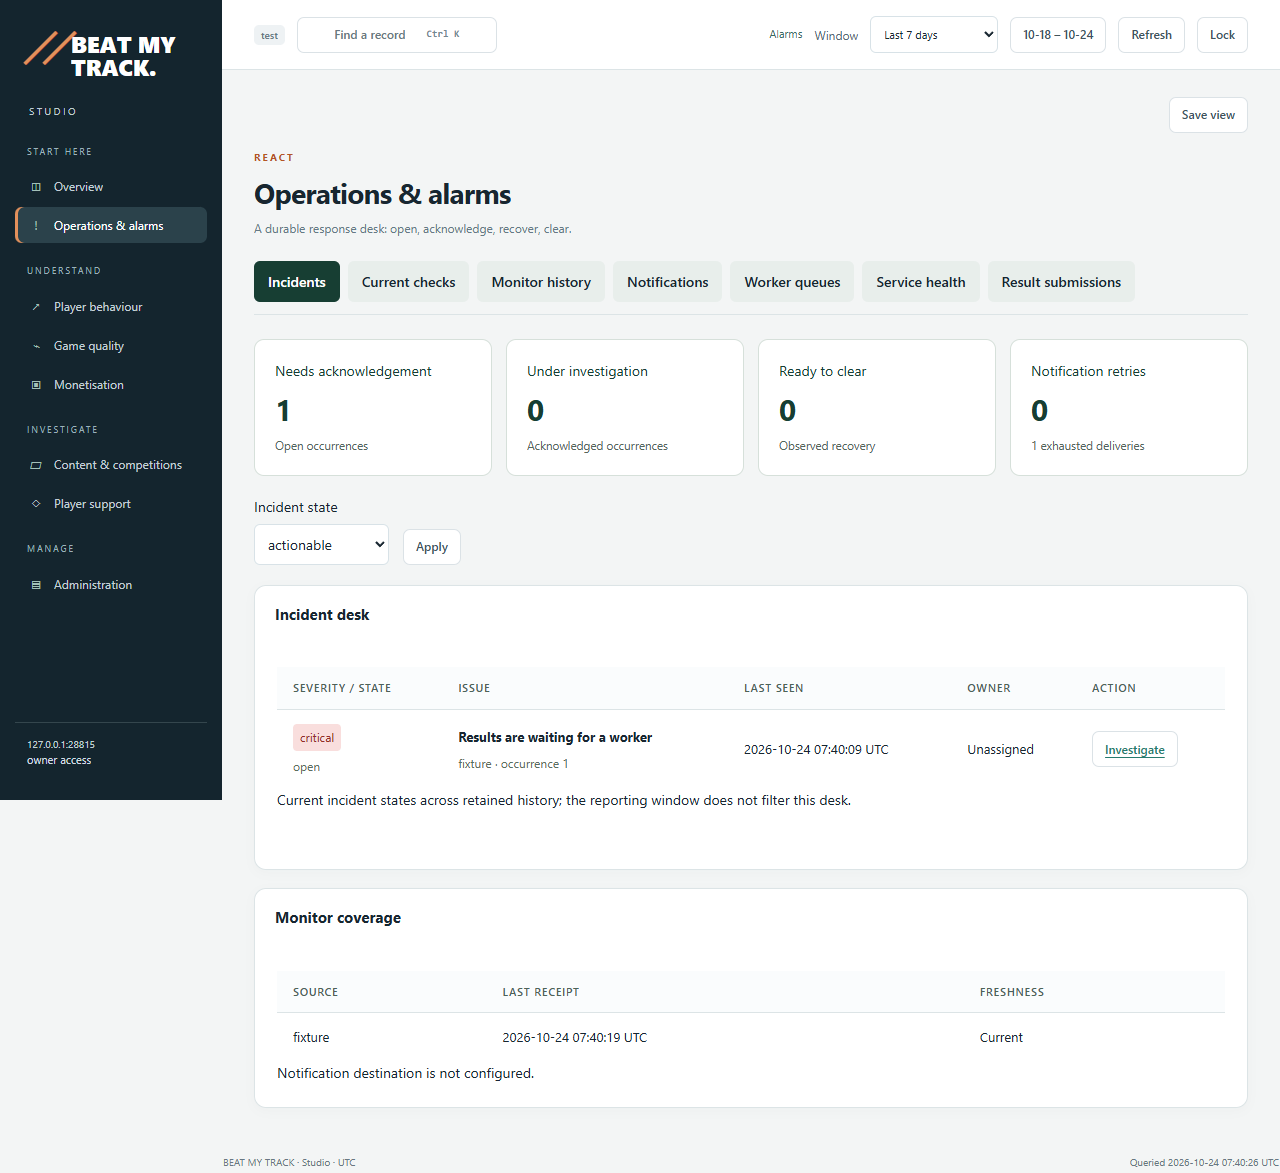 BEAT MY
TRACK.
STUDIO
START HERE
Overview
! Operations & alarms
UNDERSTAND
Player behaviour
Game quality
Monetisation
INVESTIGATE
Content & competitions
Player support
MANAGE
Administration
127.0.0.1:28815
owner access
test
Find a record Ctrl K
Alarms
Window
Last 7 days
10-18 – 10-24
Refresh
Lock
Save view
REACT
Operations & alarms
A durable response desk: open, acknowledge, recover, clear.
Incidents
Current checks
Monitor history
Notifications
Worker queues
Service health
Result submissions
Needs acknowledgement
1
Open occurrences
Under investigation
0
Acknowledged occurrences
Ready to clear
0
Observed recovery
Notification retries
0
1 exhausted deliveries
Incident state
actionable
Apply
Incident desk
SEVERITY / STATE ISSUE LAST SEEN OWNER ACTION
critical
open
Results are waiting for a worker
fixture · occurrence 1
2026-10-24 07:40:09 UTC
Unassigned
Investigate
Current incident states across retained history; the reporting window does not filter this desk.
Monitor coverage
SOURCE LAST RECEIPT FRESHNESS
fixture 2026-10-24 07:40:19 UTC Current
Notification destination is not configured.
BEAT MY TRACK · Studio · UTC
Queried 2026-10-24 07:40:26 UTC